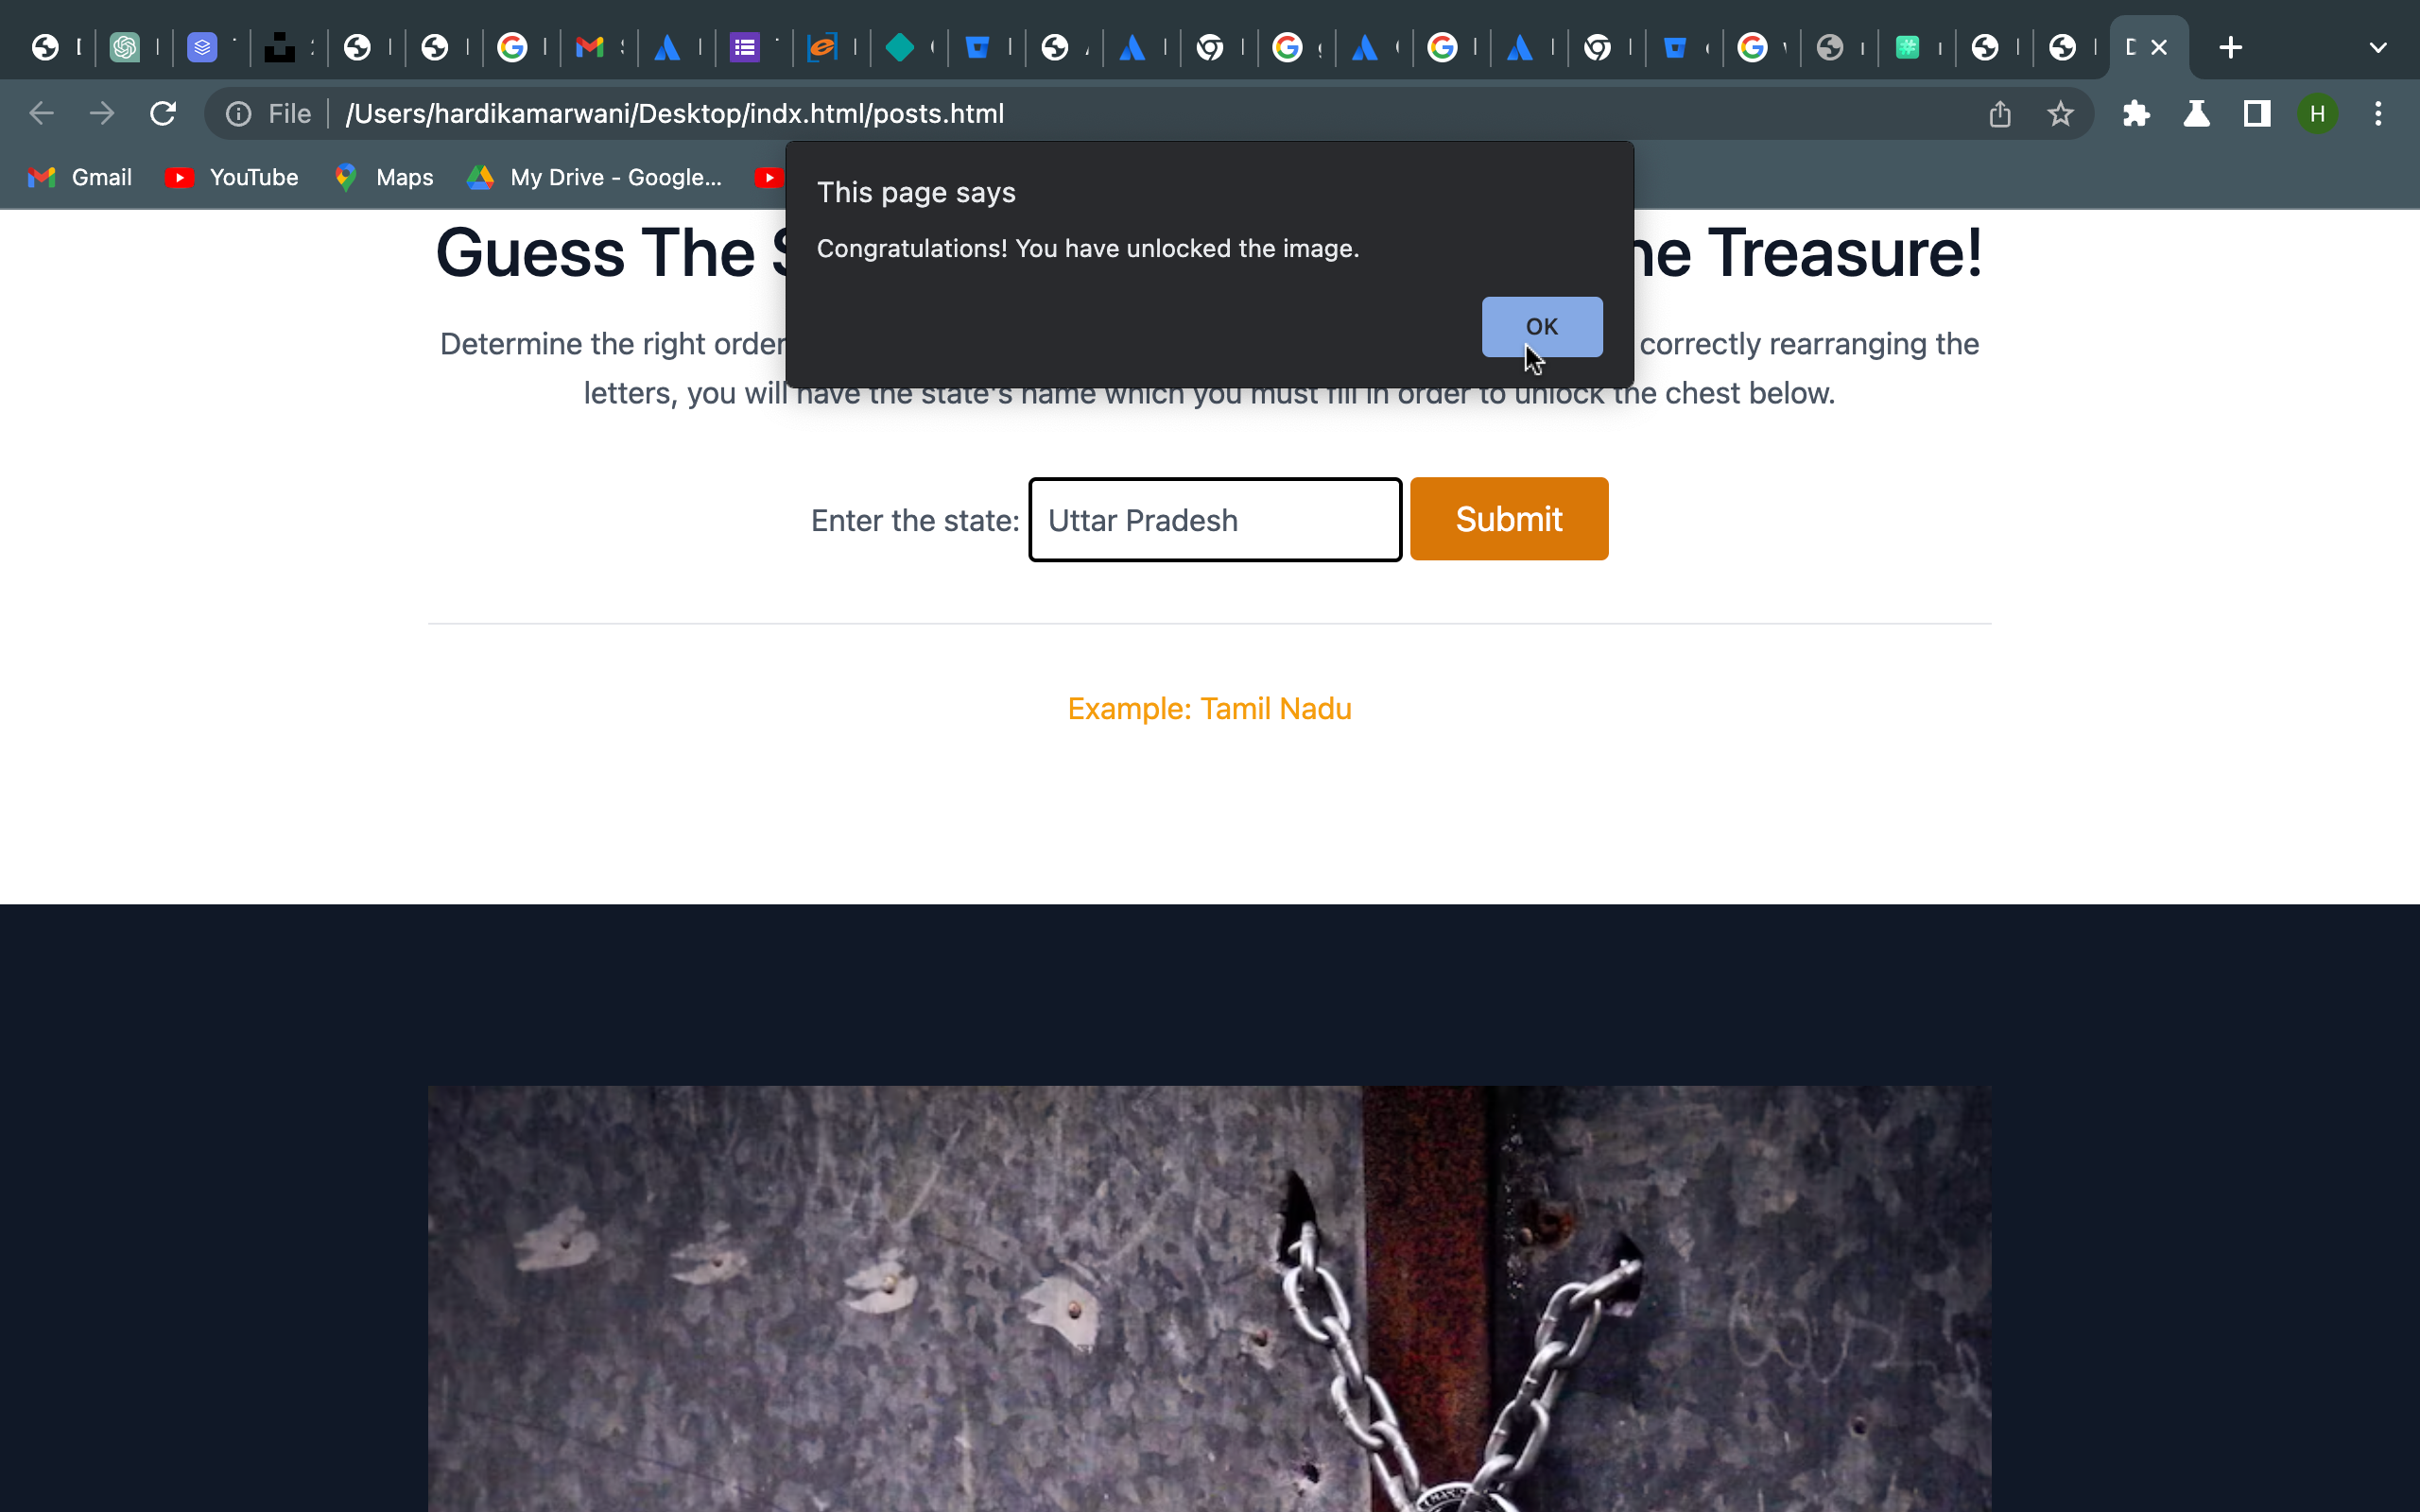 File /Users/hardikamarwani/Desktop/indx.html/posts.html
H
Gmail YouTube Maps My Drive - Google...
This page says
Congratulations! You have unlocked the image.
OK
Guess The ne Treasure!
Determine the right order correctly rearranging the
letters, you will have the state's name which you must fill in order to unlock the chest below.
Enter the state: Uttar Pradesh Submit
Example: Tamil Nadu